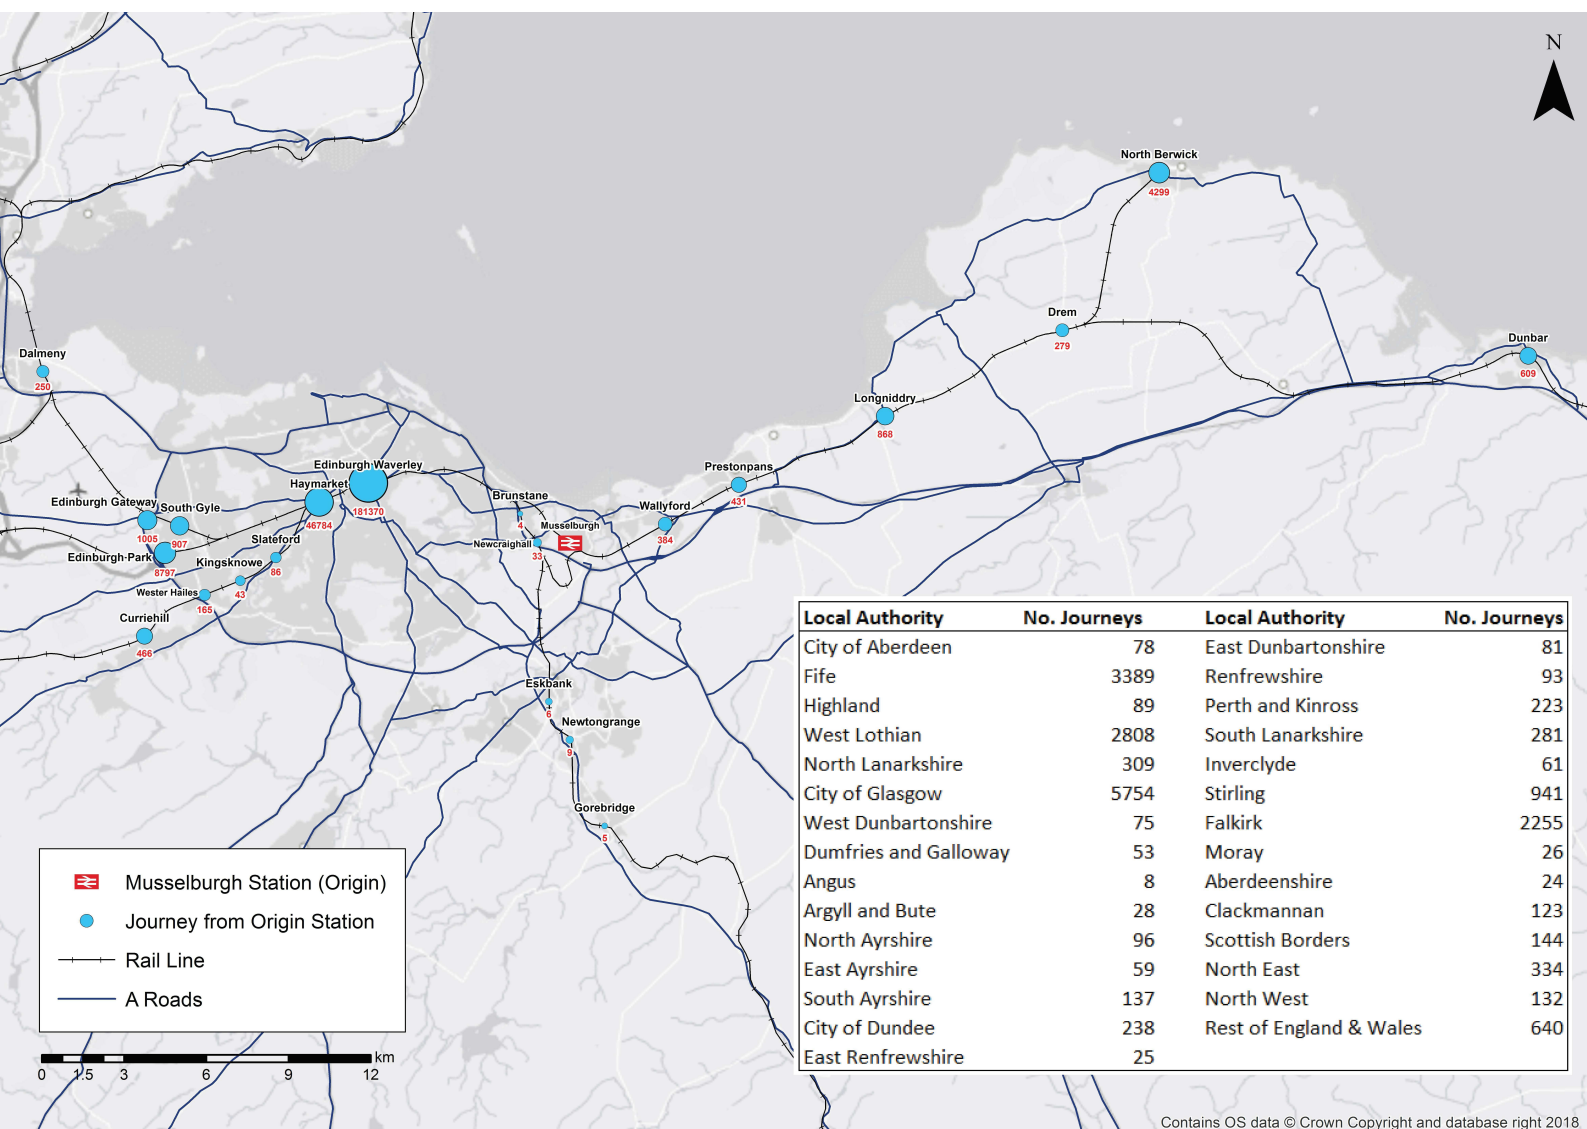 N
North Berwick
4299
Drem
279
Dunbar
609
Dalmeny
250
Longniddry
868
Edinburgh Waverley
181370
Haymarket
46784
Prestonpans
431
Brunstane
4
Edinburgh Gateway
1005
South Gyle
907
Wallyford
384
Musselburgh
Slateford
86
Newcraighall
33
Edinburgh Park
8797
Kingsknowe
43
Wester Hailes
165
Curriehill
466
Eskbank
6
Newtongrange
9
Gorebridge
5
Local Authority No. Journeys Local Authority No. Journeys
City of Aberdeen 78 East Dunbartonshire 81
Fife 3389 Renfrewshire 93
Highland 89 Perth and Kinross 223
West Lothian 2808 South Lanarkshire 281
North Lanarkshire 309 Inverclyde 61
City of Glasgow 5754 Stirling 941
West Dunbartonshire 75 Falkirk 2255
Dumfries and Galloway 53 Moray 26
Angus 8 Aberdeenshire 24
Argyll and Bute 28 Clackmannan 123
North Ayrshire 96 Scottish Borders 144
East Ayrshire 59 North East 334
South Ayrshire 137 North West 132
City of Dundee 238 Rest of England & Wales 640
East Renfrewshire 25
Musselburgh Station (Origin)
Journey from Origin Station
Rail Line
A Roads
km
0 1.5 3 6 9 12
Contains OS data © Crown Copyright and database right 2018